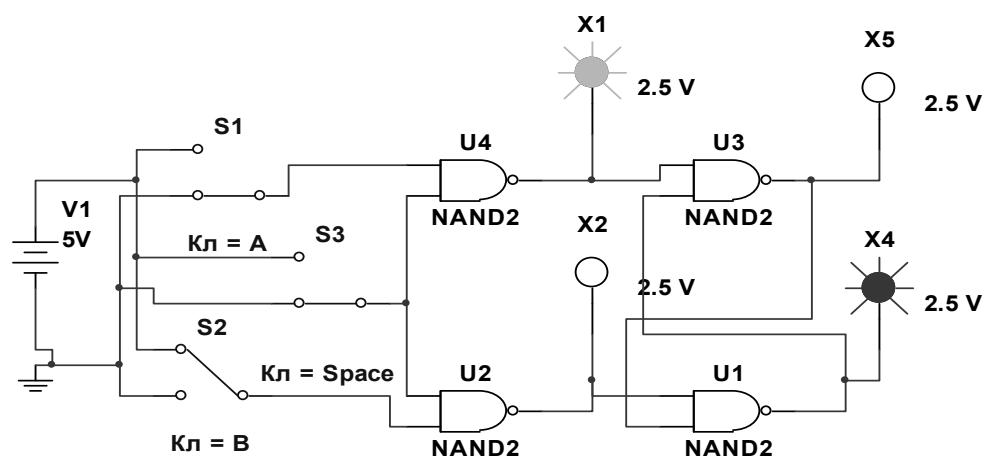 X1
X5
2.5 V
2.5 V
S1
U4
U3
V1
5V
NAND2
NAND2
Кл = A
S3
X2
X4
2.5 V
2.5 V
S2
Кл = Space
U2
U1
Кл = B
NAND2
NAND2